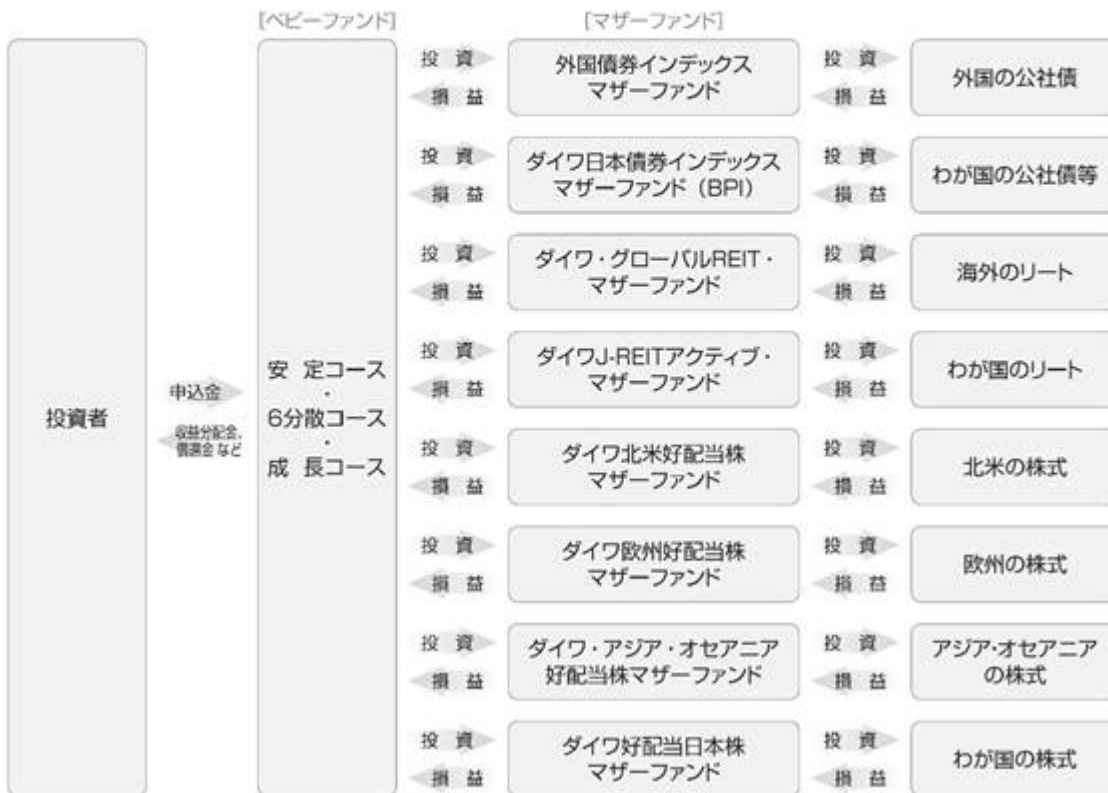 [ベビーファンド]
[マザーファンド]
投資者
申込金
収益分配金、
償還金 など
安 定コース
・
6分散コース
・
成 長コース
投 資
損 益
外国債券インデックス
マザーファンド
投 資
損 益
外国の公社債
投 資
損 益
ダイワ日本債券インデックス
マザーファンド (BPI)
投 資
損 益
わが国の公社債等
投 資
損 益
ダイワ・グローバルREIT・
マザーファンド
投 資
損 益
海外のリート
投 資
損 益
ダイワJ-REITアクティブ・
マザーファンド
投 資
損 益
わが国のリート
投 資
損 益
ダイワ北米好配当株
マザーファンド
投 資
損 益
北米の株式
投 資
損 益
ダイワ欧州好配当株
マザーファンド
投 資
損 益
欧州の株式
投 資
損 益
ダイワ・アジア・オセアニア
好配当株マザーファンド
投 資
損 益
アジア・オセアニア
の株式
投 資
損 益
ダイワ好配当日本株
マザーファンド
投 資
損 益
わが国の株式